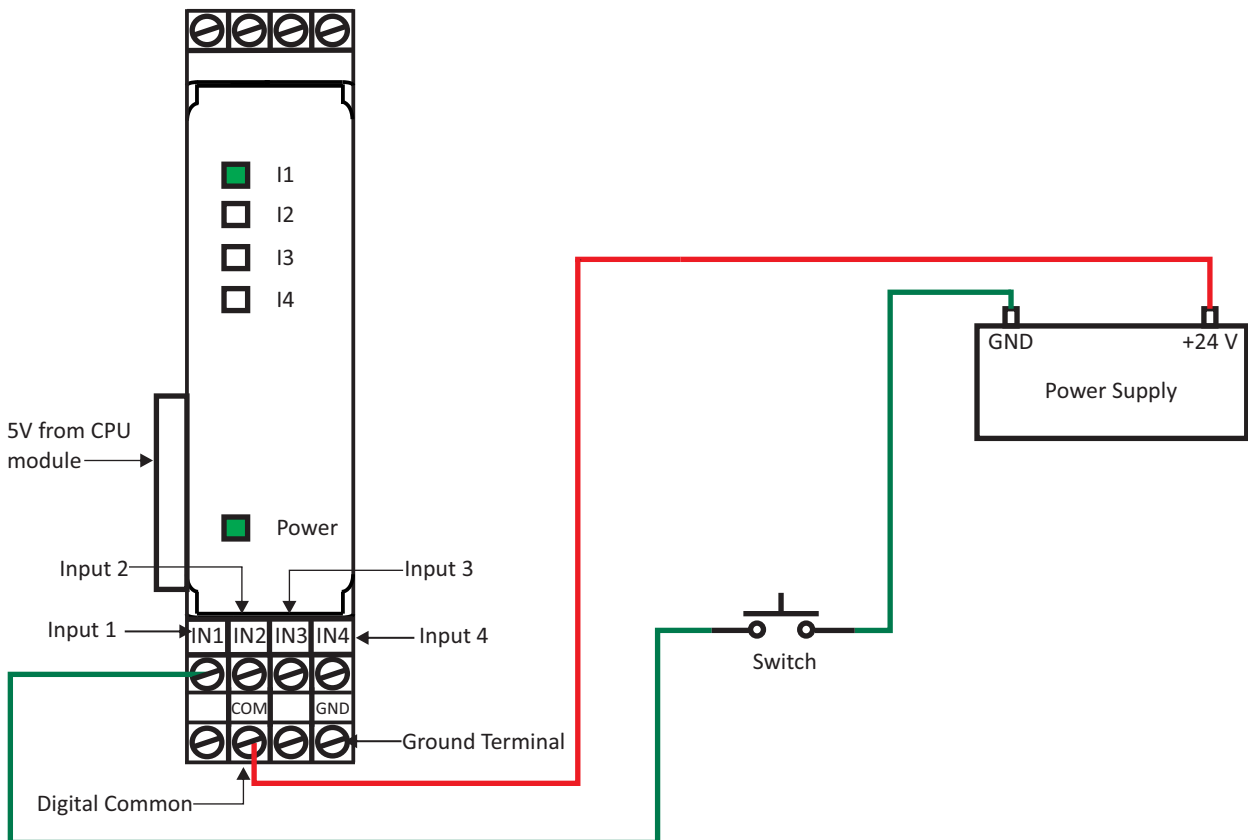 I1
I2
I3
I4
GND
+24 V
Power Supply
5V from CPU
module
Power
Input 2
Input 3
Input 1
IN1
IN2
IN3
IN4
Input 4
Switch
COM
GND
Ground Terminal
Digital Common